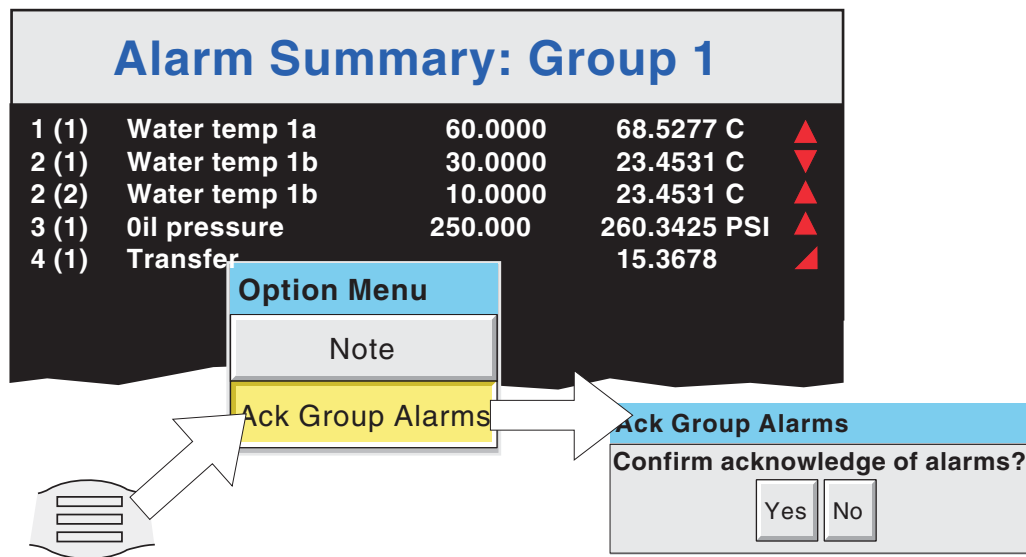 Alarm Summary: Group 1
1 (1) Water temp 1a 60.0000 68.5277 C
2 (1) Water temp 1b 30.0000 23.4531 C
2 (2) Water temp 1b 10.0000 23.4531 C
3 (1) 0il pressure 250.000 260.3425 PSI
4 (1) Transfer 15.3678
Option Menu
Note
Ack Group Alarms
Ack Group Alarms
Confirm acknowledge of alarms?
Yes No